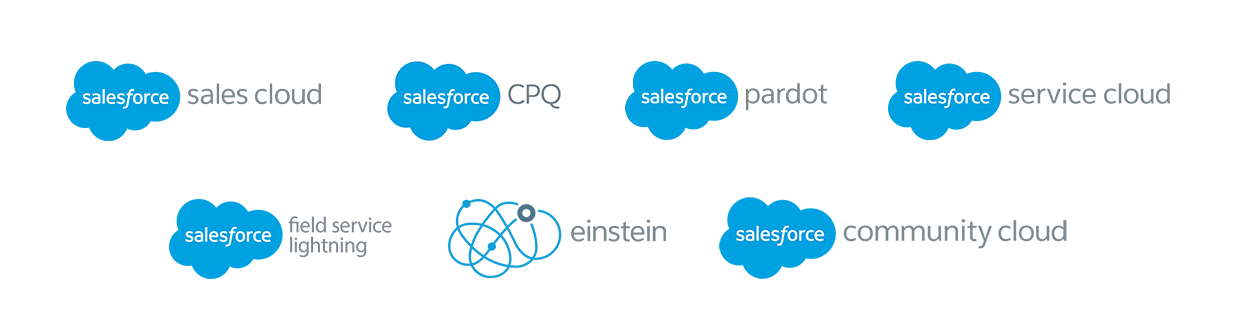 salesforce sales cloud
salesforce CPQ
salesforce pardot
salesforce service cloud
salesforce field service
lightning
einstein
salesforce community cloud